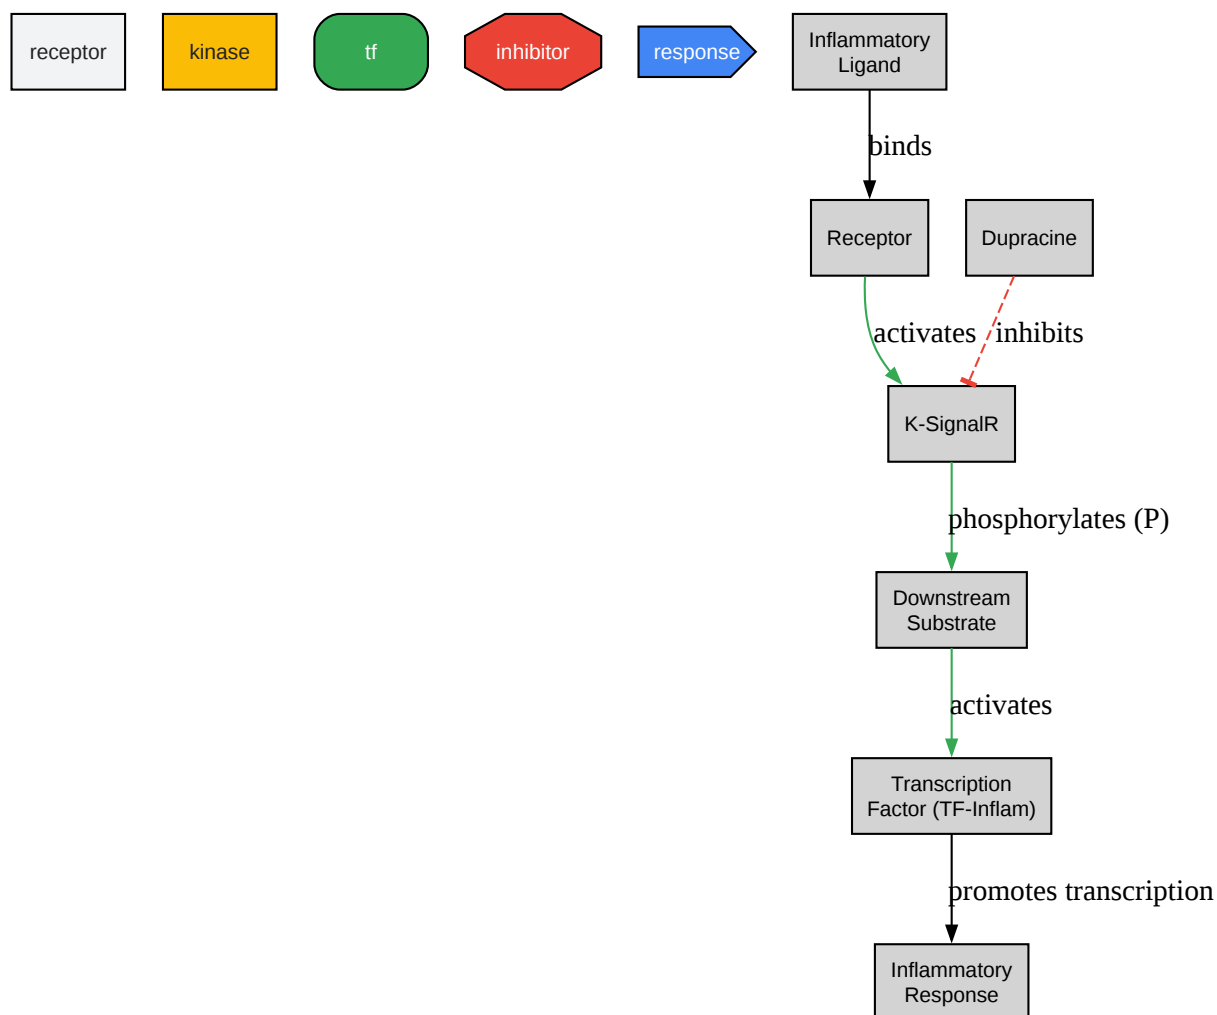 receptor
kinase
tf
inhibitor
response
Inflammatory
Ligand
binds
Receptor
Dupracine
activates
inhibits
K-SignalR
phosphorylates (P)
Downstream
Substrate
activates
Transcription
Factor (TF-Inflam)
promotes transcription
Inflammatory
Response